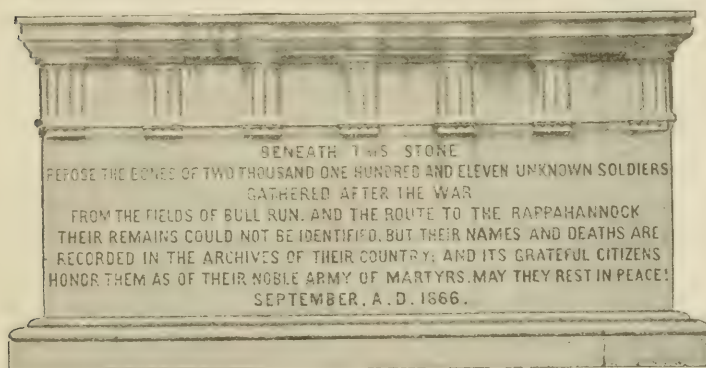 BENEATH THIS STONE
REPOSE THE BONES OF TWO THOUSAND ONE HUNDRED AND ELEVEN UNKNOWN SOLDIERS
GATHERED AFTER THE WAR
FROM THE FIELDS OF BULL RUN, AND THE ROUTE TO THE RAPPAHANNOCK
THEIR REMAINS COULD NOT BE IDENTIFIED, BUT THEIR NAMES AND DEATHS ARE
RECORDED IN THE ARCHIVES OF THEIR COUNTRY; AND ITS GRATEFUL CITIZENS
HONOR THEM AS OF THEIR NOBLE ARMY OF MARTYRS. MAY THEY REST IN PEACE!
SEPTEMBER, A.D. 1866.